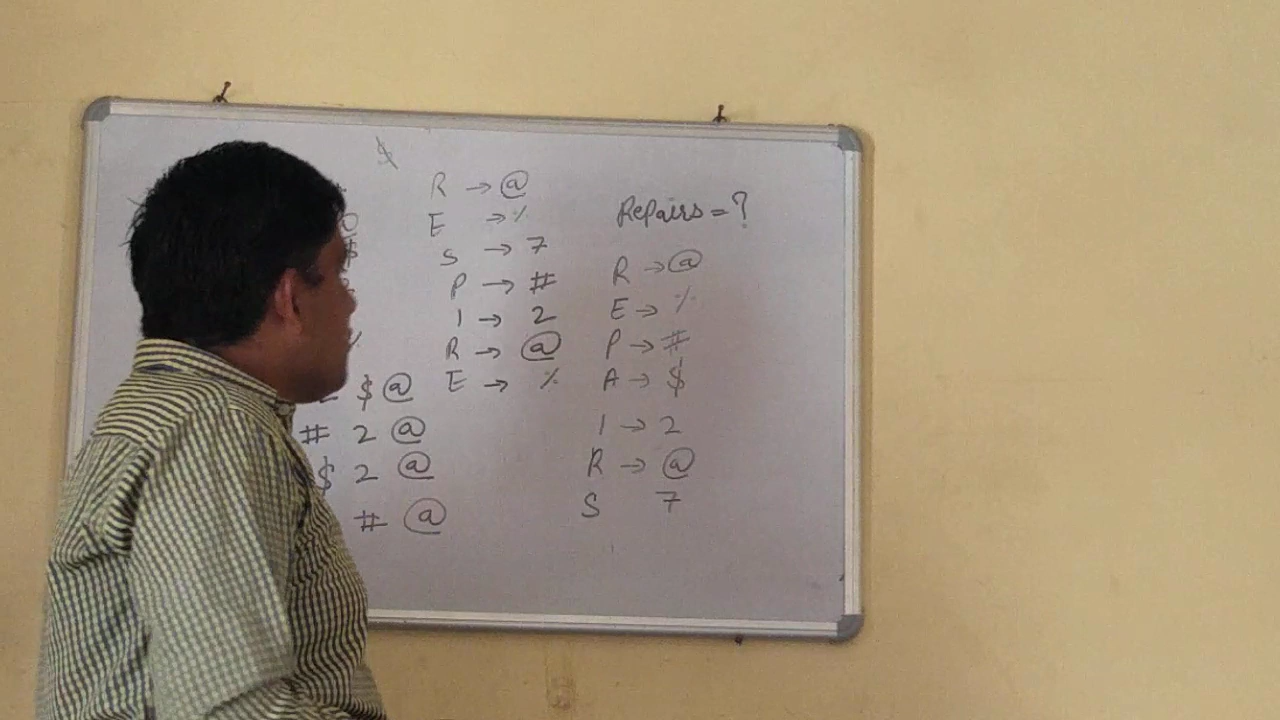 R → @
E → %
S → 7
P → #
I → 2
R → @
E → %
$ @
# 2 @
$ 2 @
# @
Repairs = ?
R → @
E → %
P → #
A → $
I → 2
R → @
S 7